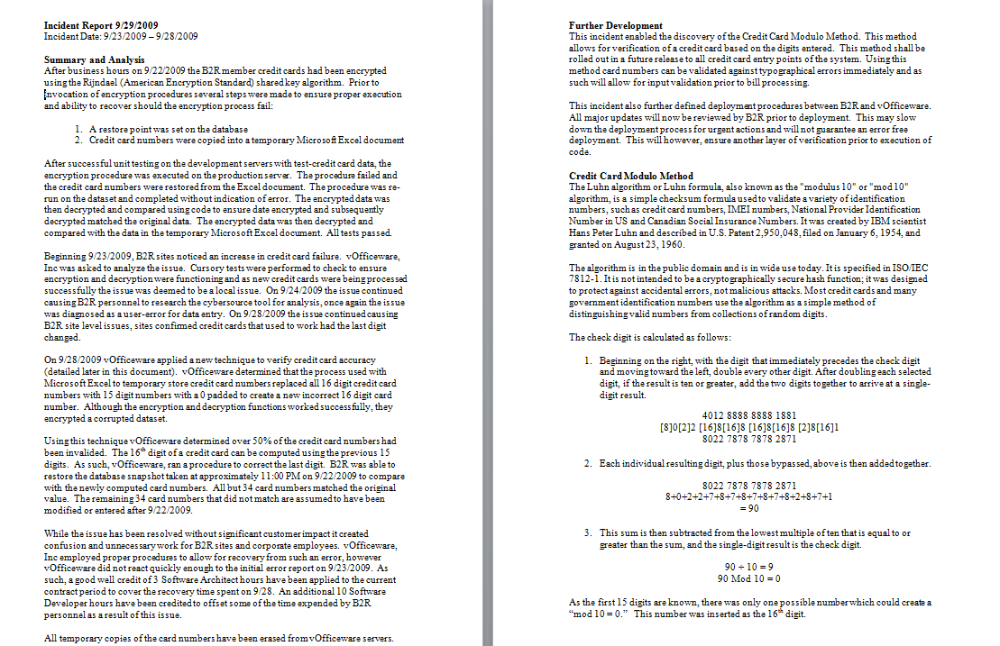 Incident Report 9/29/2009
Incident Date: 9/23/2009 – 9/28/2009
Summary and Analysis
After business hours on 9/22/2009 the B2R member credit cards had been encrypted
using the Rijndael (American Encryption Standard) shared key algorithm. Prior to
invocation of encryption procedures several steps were made to ensure proper execution
and ability to recover should the encryption process fail:
1. A restore point was set on the database
2. Credit card numbers were copied into a temporary Microsoft Excel document
After successful unit testing on the development servers with test-credit card data, the
encryption procedure was executed on the production server. The procedure failed and
the credit card numbers were restored from the Excel document. The procedure was re-
run on the dataset and completed without indication of error. The encrypted data was
then decrypted and compared using code to ensure date encrypted and subsequently
decrypted matched the original data. The encrypted data was then decrypted and
compared with the data in the temporary Microsoft Excel document. All tests passed.
Beginning 9/23/2009, B2R sites noticed an increase in credit card failure. vOfficeware,
Inc was asked to analyze the issue. Cursory tests were performed to check to ensure
encryption and decryption were functioning and as new credit cards were being processed
successfully the issue was deemed to be a local issue. On 9/24/2009 the issue continued
causing B2R personnel to research the cybersource tool for analysis, once again the issue
was diagnosed as a user-error for data entry. On 9/28/2009 the issue continued causing
B2R site level issues, sites confirmed credit cards that used to work had the last digit
changed.
On 9/28/2009 vOfficeware applied a new technique to verify credit card accuracy
(detailed later in this document). vOfficeware determined that the process used with
Microsoft Excel to temporary store credit card numbers replaced all 16 digit credit card
numbers with 15 digit numbers with a 0 padded to create a new incorrect 16 digit card
number. Although the encryption and decryption functions worked successfully, they
encrypted a corrupted dataset.
Using this technique vOfficeware determined over 50% of the credit card numbers had
been invalided. The 16th digit of a credit card can be computed using the previous 15
digits. As such, vOfficeware, ran a procedure to correct the last digit. B2R was able to
restore the database snapshot taken at approximately 11:00 PM on 9/22/2009 to compare
with the newly computed card numbers. All but 34 card numbers matched the original
value. The remaining 34 card numbers that did not match are assumed to have been
modified or entered after 9/22/2009.
While the issue has been resolved without significant customer impact it created
confusion and unnecessary work for B2R sites and corporate employees. vOfficeware,
Inc employed proper procedures to allow for recovery from such an error, however
vOfficeware did not react quickly enough to the initial error report on 9/23/2009. As
such, a good well credit of 3 Software Architect hours have been applied to the current
contract period to cover the recovery time spent on 9/28. An additional 10 Software
Developer hours have been credited to offset some of the time expended by B2R
personnel as a result of this issue.
All temporary copies of the card numbers have been erased from vOfficeware servers.
Further Development
This incident enabled the discovery of the Credit Card Modulo Method. This method
allows for verification of a credit card based on the digits entered. This method shall be
rolled out in a future release to all credit card entry points of the system. Using this
method card numbers can be validated against typographical errors immediately and as
such will allow for input validation prior to bill processing.
This incident also further defined deployment procedures between B2R and vOfficeware.
All major updates will now be reviewed by B2R prior to deployment. This may slow
down the deployment process for urgent actions and will not guarantee an error free
deployment. This will however, ensure another layer of verification prior to execution of
code.
Credit Card Modulo Method
The Luhn algorithm or Luhn formula, also known as the "modulus 10" or "mod 10"
algorithm, is a simple checksum formula used to validate a variety of identification
numbers, such as credit card numbers, IMEI numbers, National Provider Identification
Number in US and Canadian Social Insurance Numbers. It was created by IBM scientist
Hans Peter Luhn and described in U.S. Patent 2,950,048, filed on January 6, 1954, and
granted on August 23, 1960.
The algorithm is in the public domain and is in wide use today. It is specified in ISO/IEC
7812-1. It is not intended to be a cryptographically secure hash function; it was designed
to protect against accidental errors, not malicious attacks. Most credit cards and many
government identification numbers use the algorithm as a simple method of
distinguishing valid numbers from collections of random digits.
The check digit is calculated as follows:
1. Beginning on the right, with the digit that immediately precedes the check digit
and moving toward the left, double every other digit. After doubling each selected
digit, if the result is ten or greater, add the two digits together to arrive at a single-
digit result.
4012 8888 8888 1881
[8]0[2]2 [16]8[16]8 [16]8[16]8 [2]8[16]1
8022 7878 7878 2871
2. Each individual resulting digit, plus those bypassed, above is then added together.
8022 7878 7878 2871
8+0+2+2+7+8+7+8+7+8+7+8+2+8+7+1
= 90
3. This sum is then subtracted from the lowest multiple of ten that is equal to or
greater than the sum, and the single-digit result is the check digit.
90 ÷ 10 = 9
90 Mod 10 = 0
As the first 15 digits are known, there was only one possible number which could create a
“mod 10 = 0.” This number was inserted as the 16th digit.